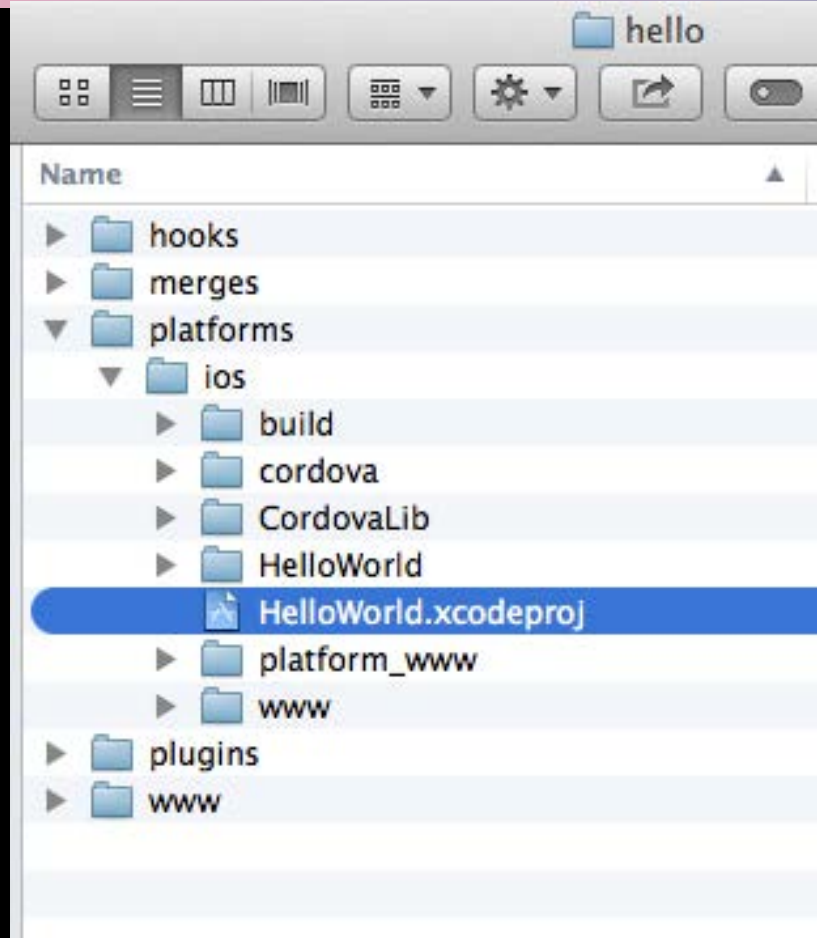 hello
Name
hooks
merges
platforms
ios
build
cordova
CordovaLib
HelloWorld
HelloWorld.xcodeproj
platform_www
www
plugins
www